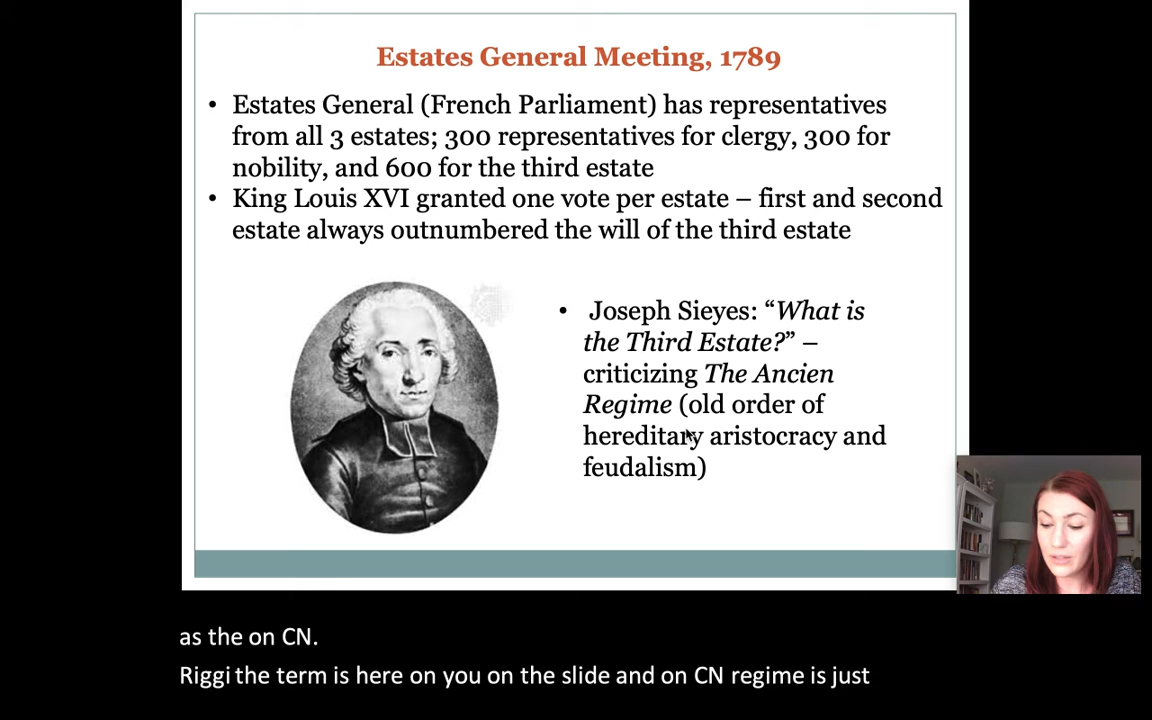 Estates General Meeting, 1789
• Estates General (French Parliament) has representatives
from all 3 estates; 300 representatives for clergy, 300 for
nobility, and 600 for the third estate
• King Louis XVI granted one vote per estate – first and second
estate always outnumbered the will of the third estate
• Joseph Sieyes: “What is
the Third Estate?” –
criticizing The Ancien
Regime (old order of
hereditary aristocracy and
feudalism)
as the on CN.
Riggi the term is here on you on the slide and on CN regime is just